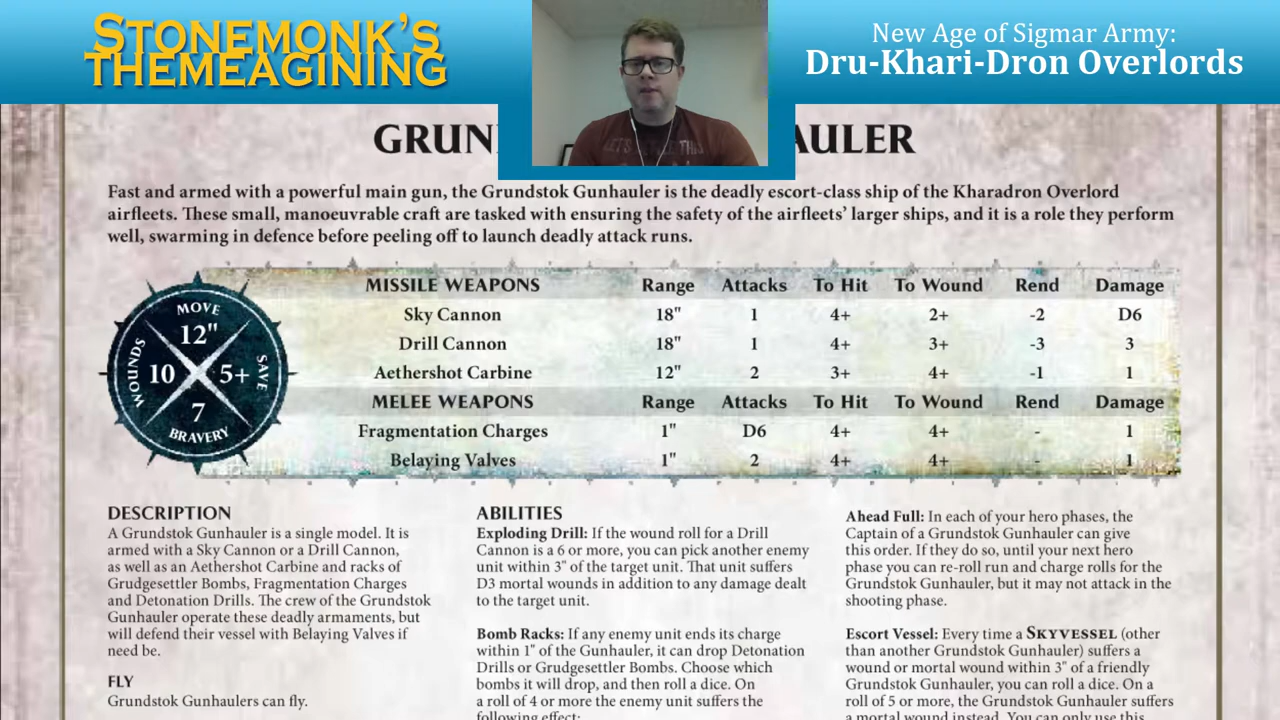 STONEMONK'S
THEMEAGINING
New Age of Sigmar Army:
Dru-Khari-Dron Overlords
GRUN AULER
Fast and armed with a powerful main gun, the Grundstok Gunhauler is the deadly escort-class ship of the Kharadron Overlord
airfleets. These small, manoeuvrable craft are tasked with ensuring the safety of the airfleets' larger ships, and it is a role they perform
well, swarming in defence before peeling off to launch deadly attack runs.
MOVE
12"
WOUNDS 10 5+ SAVE
7
BRAVERY
MISSILE WEAPONS Range Attacks To Hit To Wound Rend Damage
Sky Cannon 18" 1 4+ 2+ -2 D6
Drill Cannon 18" 1 4+ 3+ -3 3
Aethershot Carbine 12" 2 3+ 4+ -1 1
MELEE WEAPONS Range Attacks To Hit To Wound Rend Damage
Fragmentation Charges 1" D6 4+ 4+ - 1
Belaying Valves 1" 2 4+ 4+ - 1
DESCRIPTION
A Grundstok Gunhauler is a single model. It is
armed with a Sky Cannon or a Drill Cannon,
as well as an Aethershot Carbine and racks of
Grudgesettler Bombs, Fragmentation Charges
and Detonation Drills. The crew of the Grundstok
Gunhauler operate these deadly armaments, but
will defend their vessel with Belaying Valves if
need be.
FLY
Grundstok Gunhaulers can fly.
ABILITIES
Exploding Drill: If the wound roll for a Drill
Cannon is a 6 or more, you can pick another enemy
unit within 3" of the target unit. That unit suffers
D3 mortal wounds in addition to any damage dealt
to the target unit.
Bomb Racks: If any enemy unit ends its charge
within 1" of the Gunhauler, it can drop Detonation
Drills or Grudgesettler Bombs. Choose which
bombs it will drop, and then roll a dice. On
a roll of 4 or more the enemy unit suffers the
following effect:
Ahead Full: In each of your hero phases, the
Captain of a Grundstok Gunhauler can give
this order. If they do so, until your next hero
phase you can re-roll run and charge rolls for the
Grundstok Gunhauler, but it may not attack in the
shooting phase.
Escort Vessel: Every time a SKYVESSEL (other
than another Grundstok Gunhauler) suffers a
wound or mortal wound within 3" of a friendly
Grundstok Gunhauler, you can roll a dice. On a
roll of 5 or more, the Grundstok Gunhauler suffers
a mortal wound instead. You can only use this